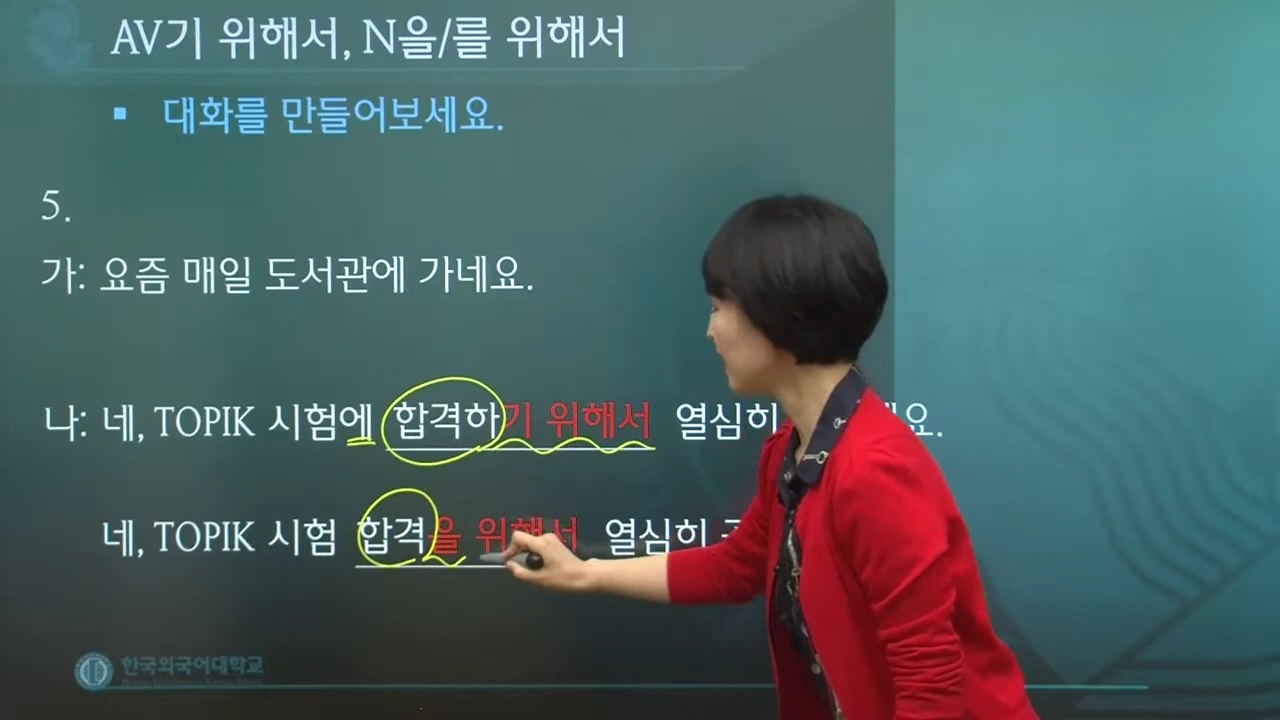 AV기 위해서, N을/를 위해서
▪ 대화를 만들어보세요.
5.
가: 요즘 매일 도서관에 가네요.
나: 네, TOPIK 시험에 합격하기 위해서 열심히
네, TOPIK 시험 합격을 위해서 열심히
한국외국어대학교